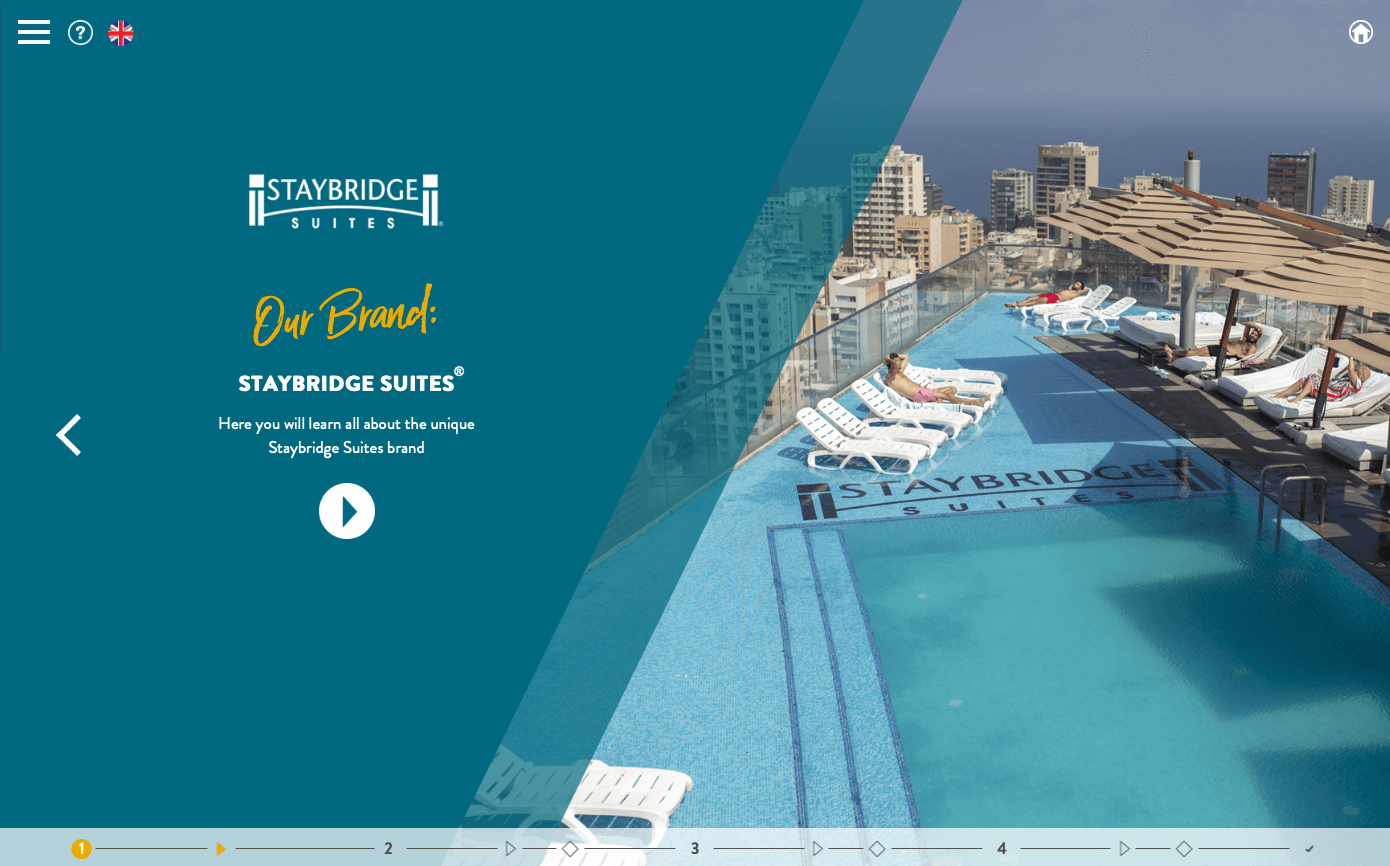 ?
STAYBRIDGE
SUITES®
Our Brand:
STAYBRIDGE SUITES®
Here you will learn all about the unique
Staybridge Suites brand
STAYBRIDGE
SUITES
1 2 3 4